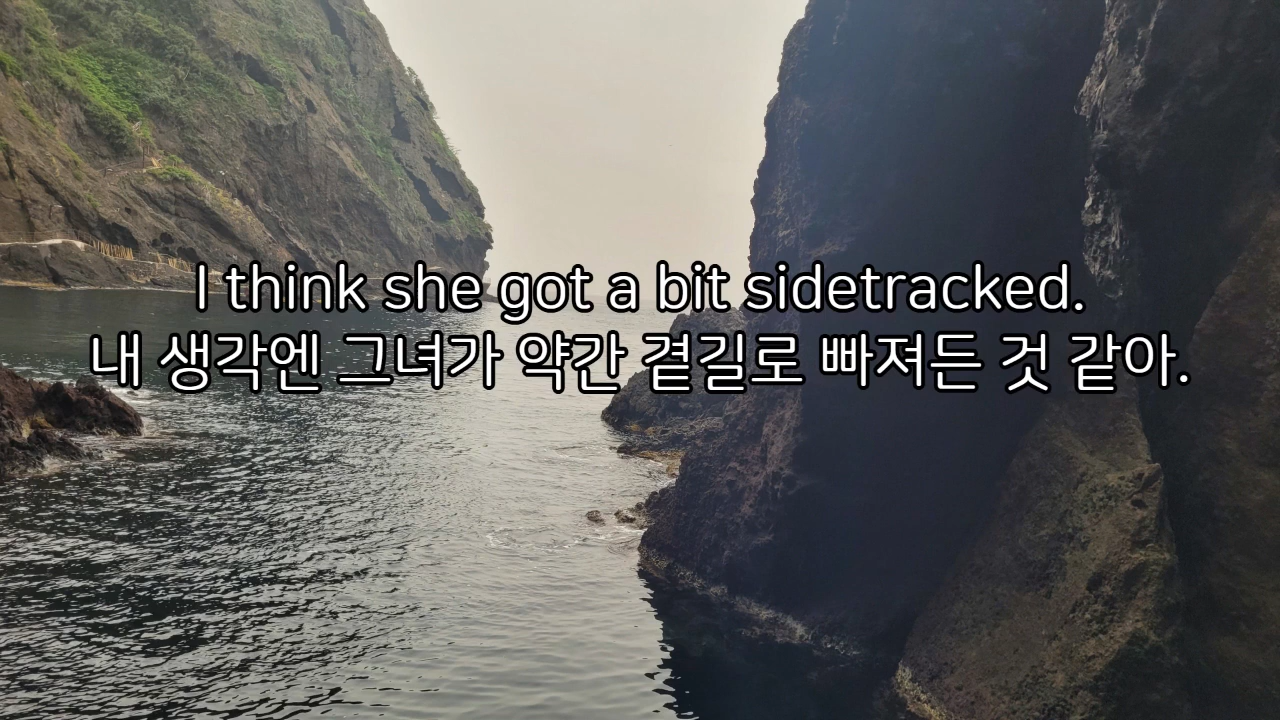 I think she got a bit sidetracked.
내 생각엔 그녀가 약간 곁길로 빠져든 것 같아.